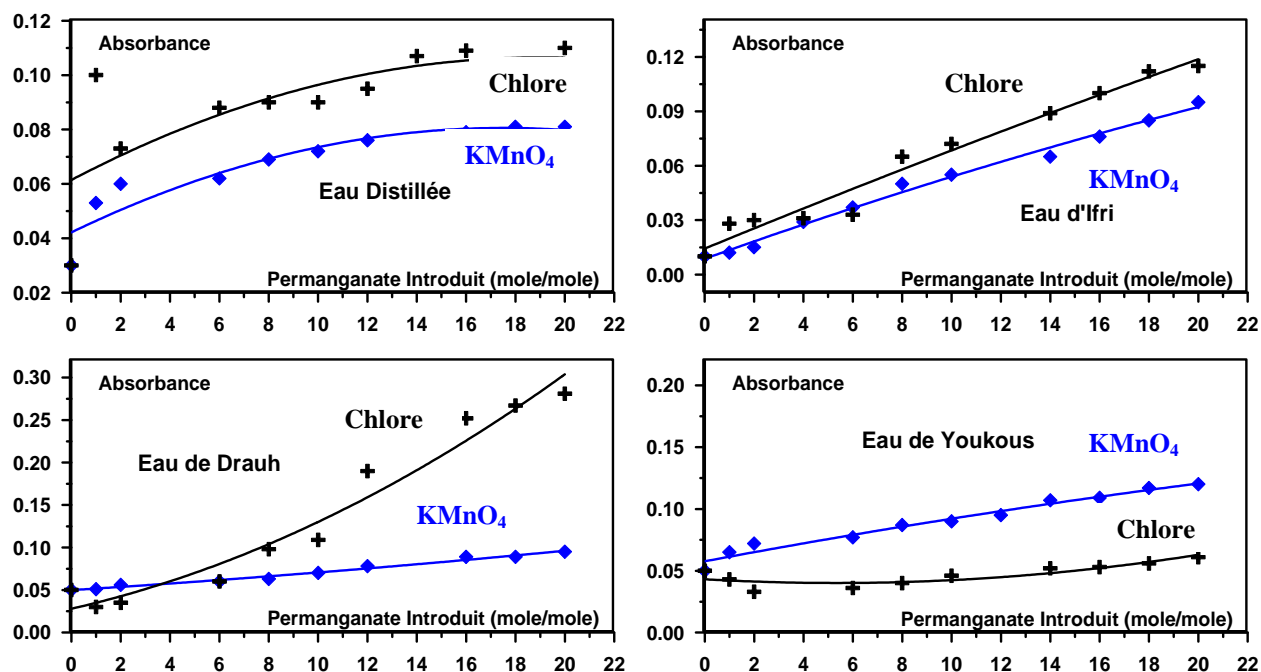 0.12
0.10
0.08
0.06
0.04
0.02
Absorbance
Chlore
KMnO4
Eau Distillée
Permanganate Introduit (mole/mole)
0 2 4 6 8 10 12 14 16 18 20 22
0.12
0.09
0.06
0.03
0.00
Absorbance
Chlore
KMnO4
Eau d'Ifri
Permanganate Introduit (mole/mole)
0 2 4 6 8 10 12 14 16 18 20 22
0.30
0.25
0.20
0.15
0.10
0.05
0.00
Absorbance
Chlore
Eau de Drauh
KMnO4
Permanganate Introduit (mole/mole)
0 2 4 6 8 10 12 14 16 18 20 22
0.20
0.15
0.10
0.05
0.00
Absorbance
Eau de Youkous
KMnO4
Chlore
Permanganate Introduit (mole/mole)
0 2 4 6 8 10 12 14 16 18 20 22